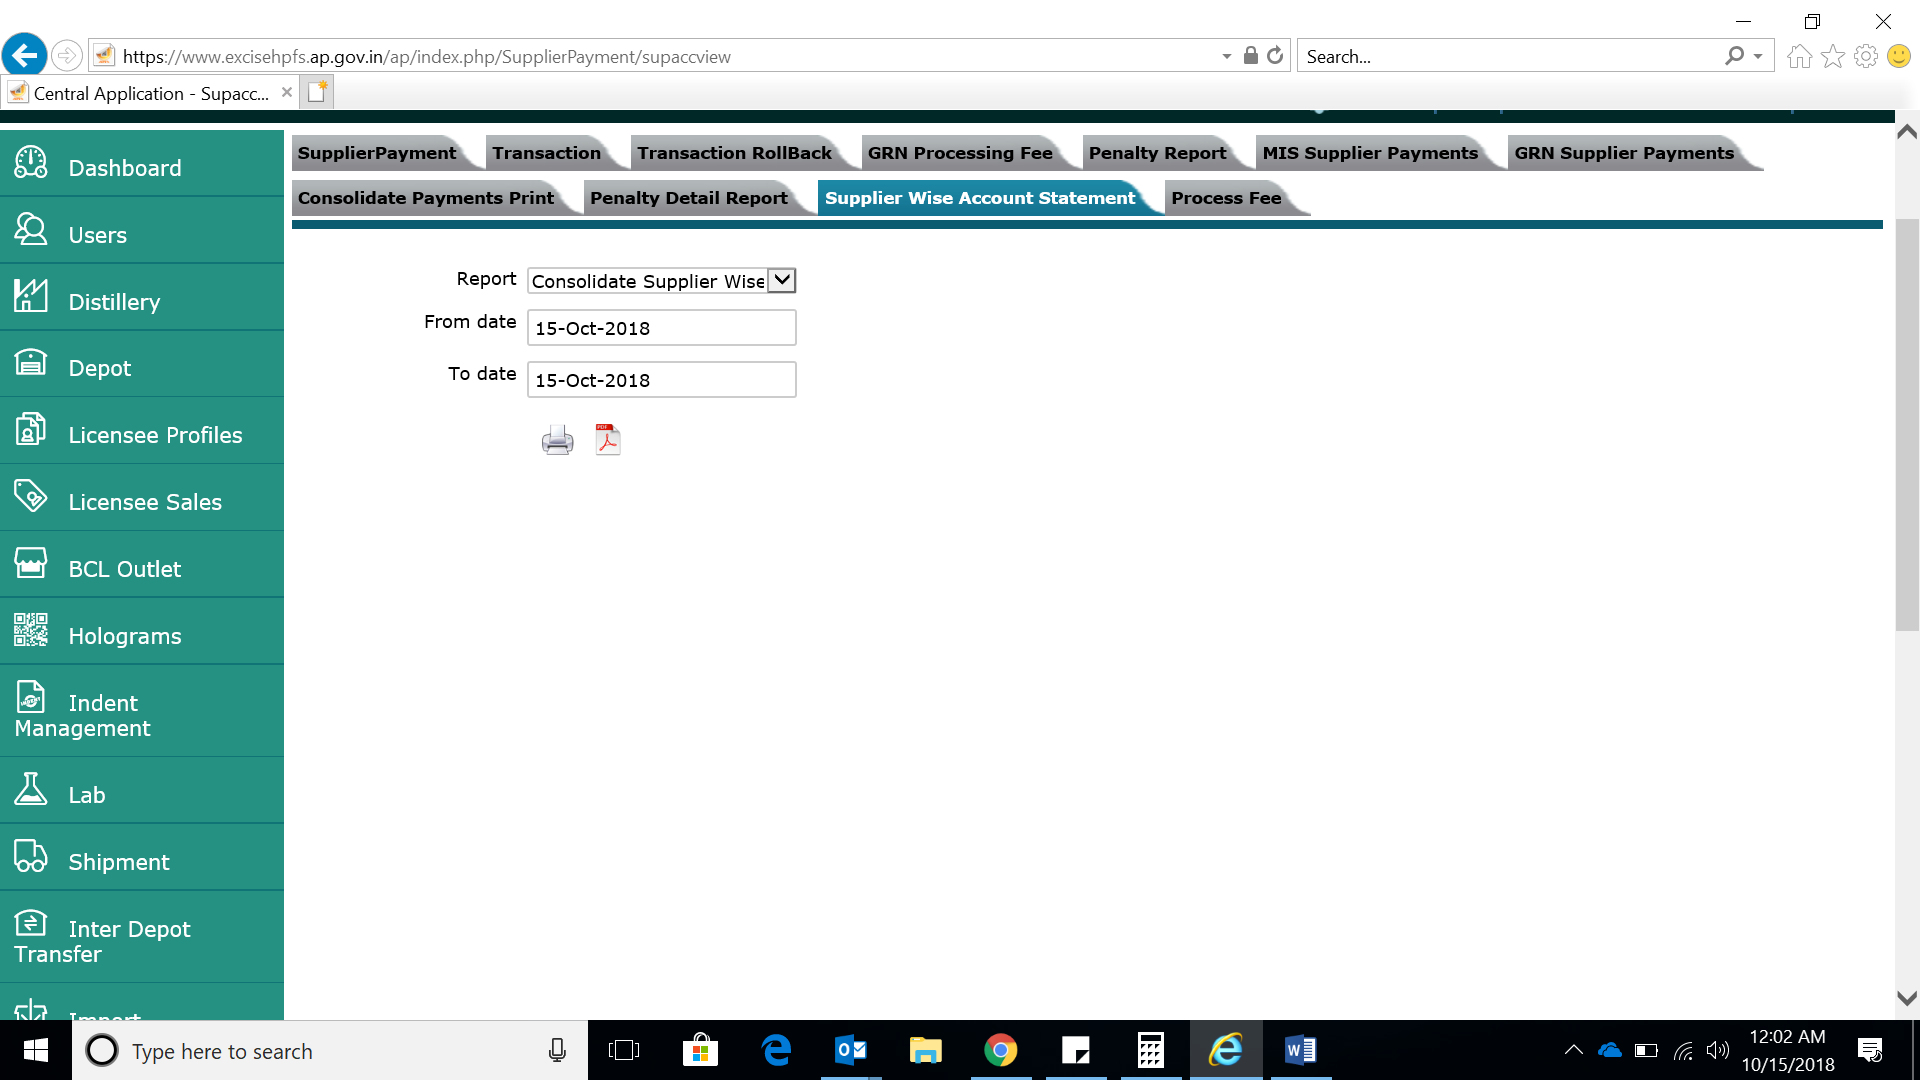 https://www.excisehpfs.ap.gov.in/ap/index.php/SupplierPayment/supaccview
Search...
Central Application - Supacc...
SupplierPayment
Transaction
Transaction RollBack
GRN Processing Fee
Penalty Report
MIS Supplier Payments
GRN Supplier Payments
Consolidate Payments Print
Penalty Detail Report
Supplier Wise Account Statement
Process Fee
Dashboard
Users
Distillery
Depot
Licensee Profiles
Licensee Sales
BCL Outlet
Holograms
Indent
Management
Lab
Shipment
Inter Depot
Transfer
Import
Report
Consolidate Supplier Wise
From date
15-Oct-2018
To date
15-Oct-2018
Type here to search
12:02 AM
10/15/2018